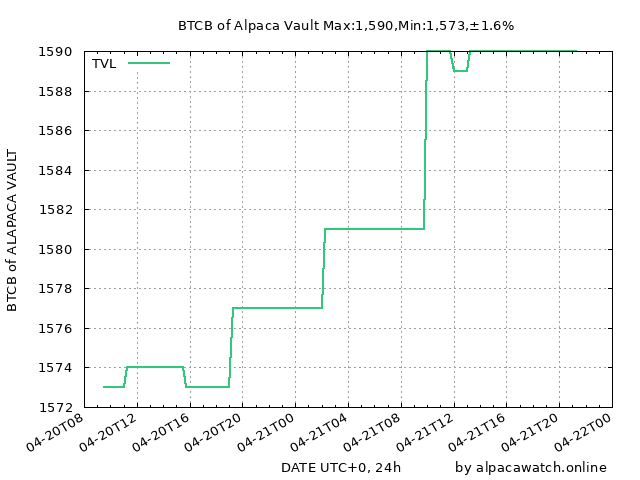 BTCB of Alpaca Vault Max:1,590,Min:1,573,±1.6%
TVL
1590
1588
1586
1584
1582
1580
1578
1576
1574
1572
BTCB of ALAPACA VAULT
04-20T08
04-20T12
04-20T16
04-20T20
04-21T00
04-21T04
04-21T08
04-21T12
04-21T16
04-21T20
04-22T00
DATE UTC+0, 24h
by alpacawatch.online